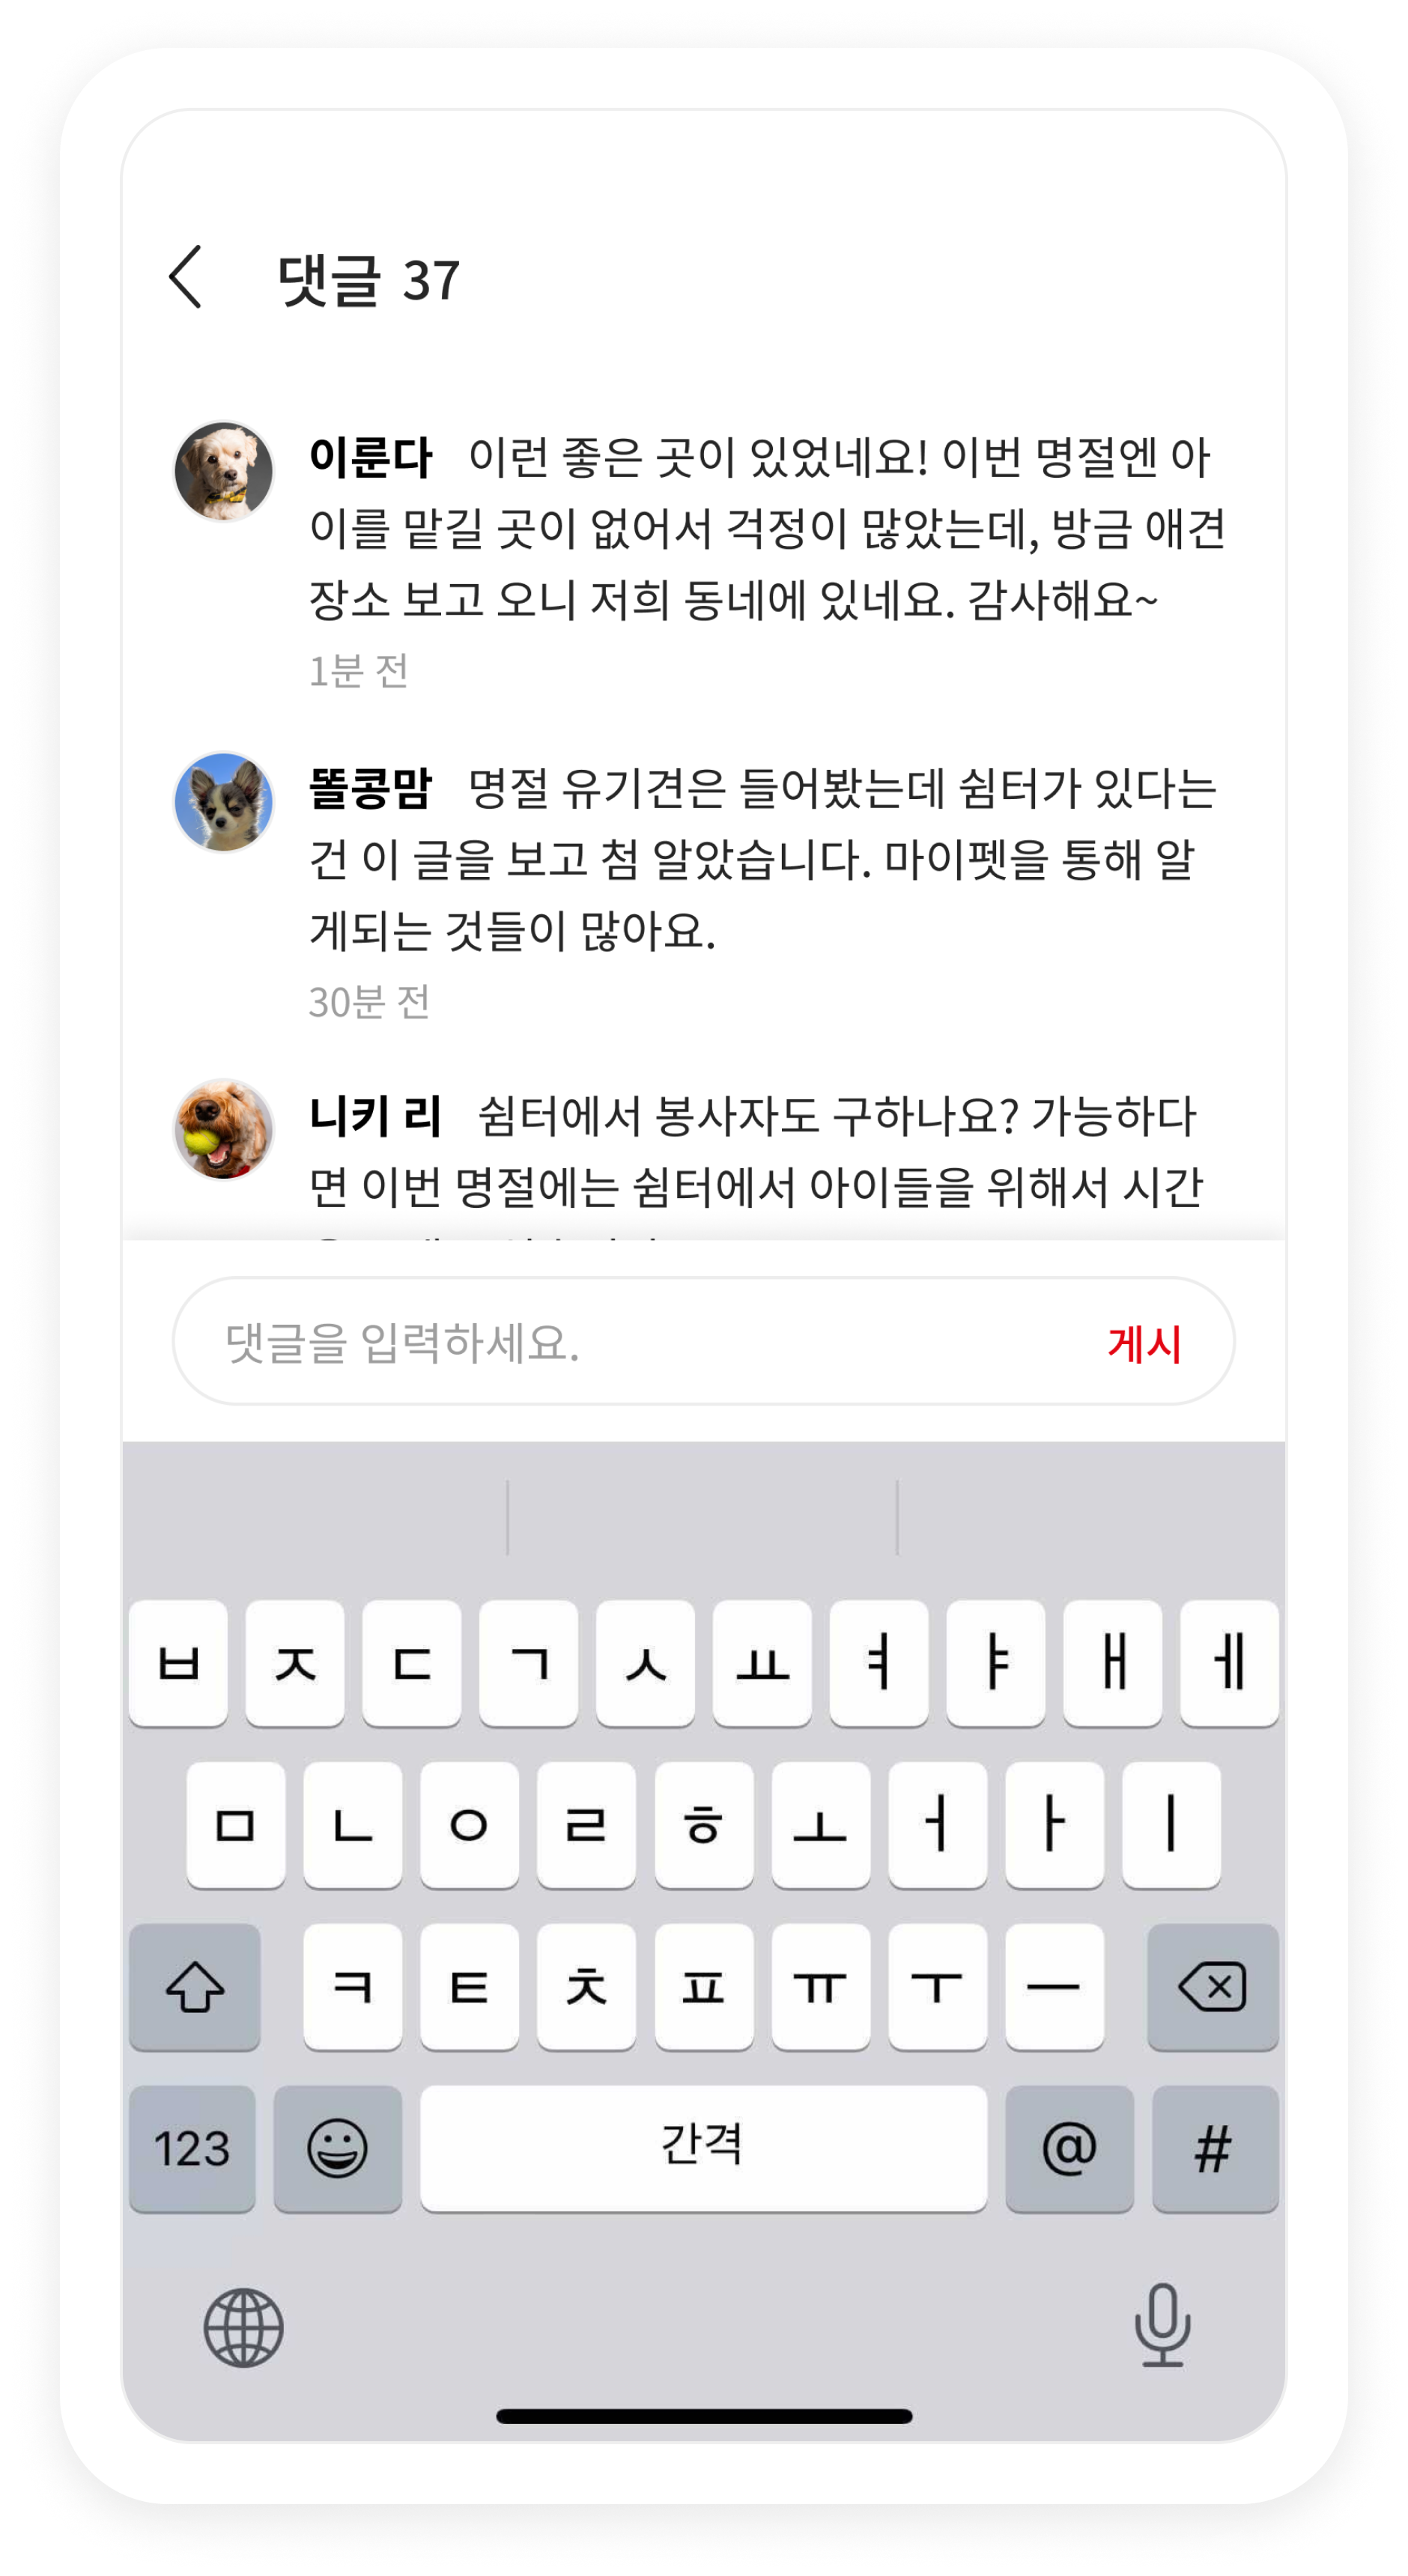 댓글 37
이룬다 이런 좋은 곳이 있었네요! 이번 명절엔 아
이를 맡길 곳이 없어서 걱정이 많았는데, 방금 애견
장소 보고 오니 저희 동네에 있네요. 감사해요~
1분 전
똘콩맘 명절 유기견은 들어봤는데 쉼터가 있다는
건 이 글을 보고 첨 알았습니다. 마이펫을 통해 알
게되는 것들이 많아요.
30분 전
니키 리 쉼터에서 봉사자도 구하나요? 가능하다
면 이번 명절에는 쉼터에서 아이들을 위해서 시간
댓글을 입력하세요. 게시
ㅂ ㅈ ㄷ ㄱ ㅅ ㅛ ㅕ ㅑ ㅐ ㅔ
ㅁ ㄴ ㅇ ㄹ ㅎ ㅗ ㅓ ㅏ ㅣ
ㅋ ㅌ ㅊ ㅍ ㅠ ㅜ ㅡ
123 간격 @ #